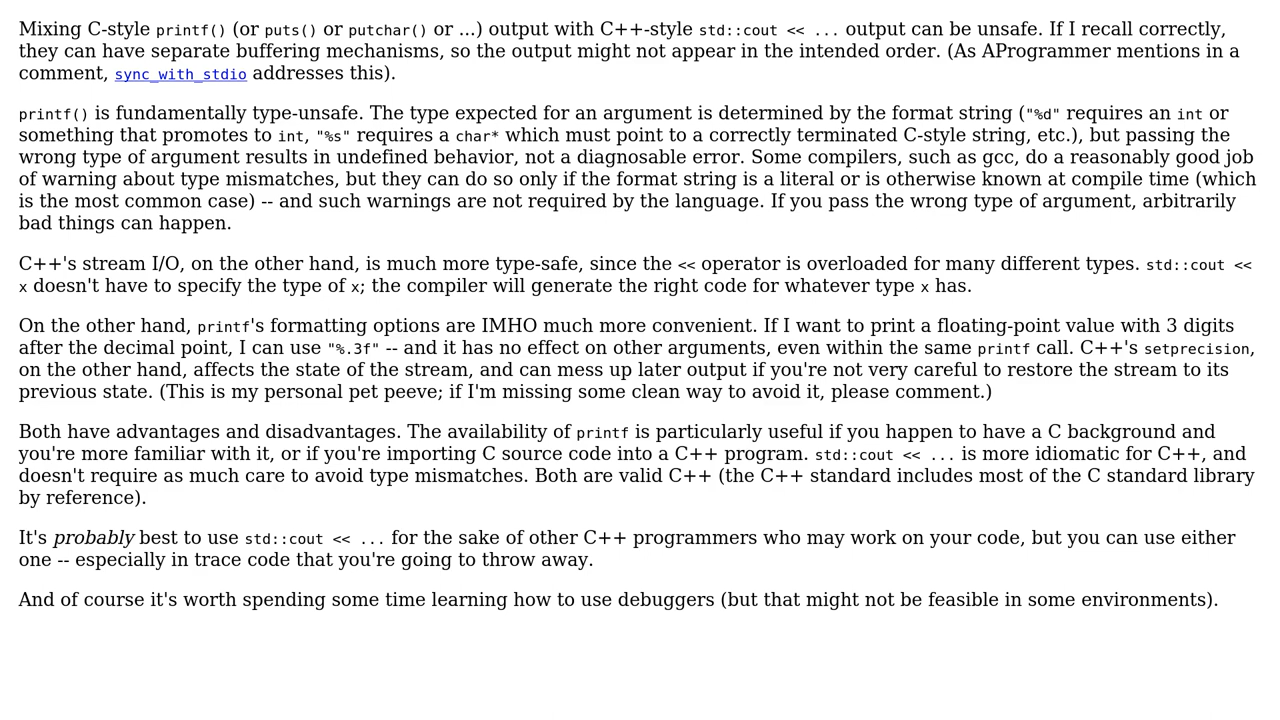 Mixing C-style printf() (or puts() or putchar() or ...) output with C++-style std::cout << ... output can be unsafe. If I recall correctly,
they can have separate buffering mechanisms, so the output might not appear in the intended order. (As AProgrammer mentions in a
comment, sync_with_stdio addresses this).
printf() is fundamentally type-unsafe. The type expected for an argument is determined by the format string ("%d" requires an int or
something that promotes to int, "%s" requires a char* which must point to a correctly terminated C-style string, etc.), but passing the
wrong type of argument results in undefined behavior, not a diagnosable error. Some compilers, such as gcc, do a reasonably good job
of warning about type mismatches, but they can do so only if the format string is a literal or is otherwise known at compile time (which
is the most common case) -- and such warnings are not required by the language. If you pass the wrong type of argument, arbitrarily
bad things can happen.
C++'s stream I/O, on the other hand, is much more type-safe, since the << operator is overloaded for many different types. std::cout <<
x doesn't have to specify the type of x; the compiler will generate the right code for whatever type x has.
On the other hand, printf's formatting options are IMHO much more convenient. If I want to print a floating-point value with 3 digits
after the decimal point, I can use "%.3f" -- and it has no effect on other arguments, even within the same printf call. C++'s setprecision,
on the other hand, affects the state of the stream, and can mess up later output if you're not very careful to restore the stream to its
previous state. (This is my personal pet peeve; if I'm missing some clean way to avoid it, please comment.)
Both have advantages and disadvantages. The availability of printf is particularly useful if you happen to have a C background and
you're more familiar with it, or if you're importing C source code into a C++ program. std::cout << ... is more idiomatic for C++, and
doesn't require as much care to avoid type mismatches. Both are valid C++ (the C++ standard includes most of the C standard library
by reference).
It's probably best to use std::cout << ... for the sake of other C++ programmers who may work on your code, but you can use either
one -- especially in trace code that you're going to throw away.
And of course it's worth spending some time learning how to use debuggers (but that might not be feasible in some environments).